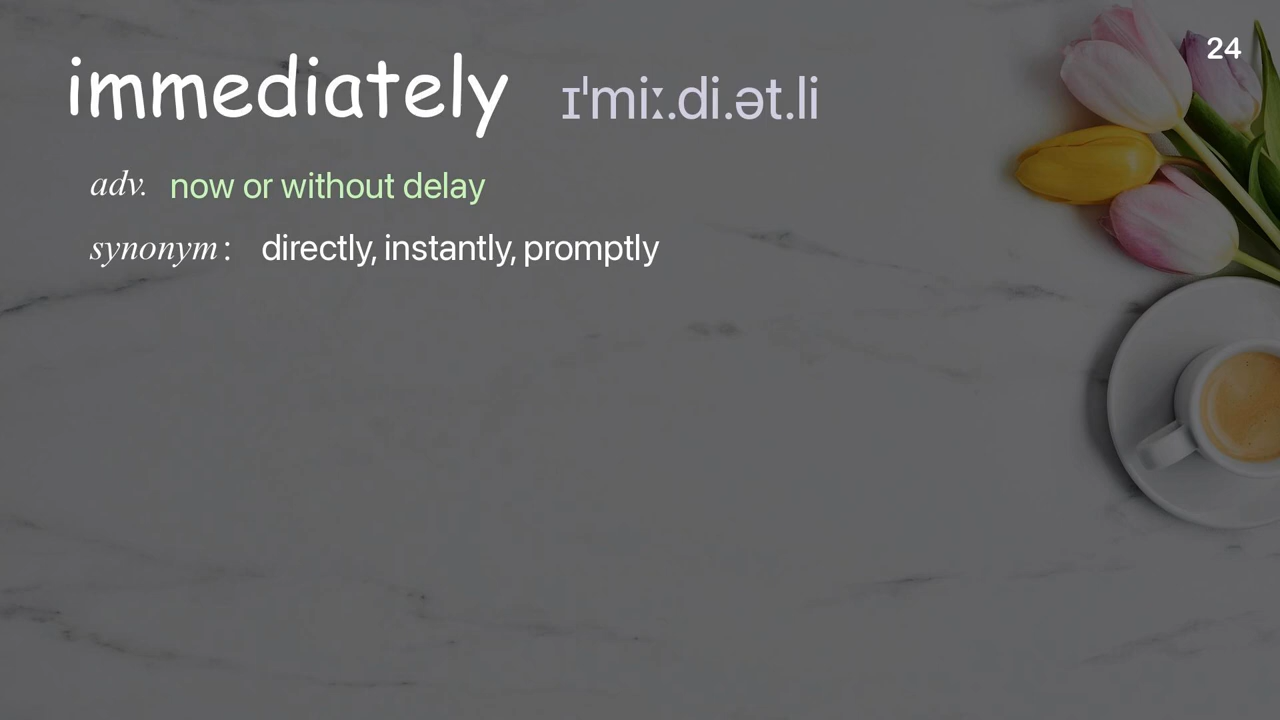 24
immediately ɪˈmiː.di.ət.li
adv. now or without delay
synonym: directly, instantly, promptly